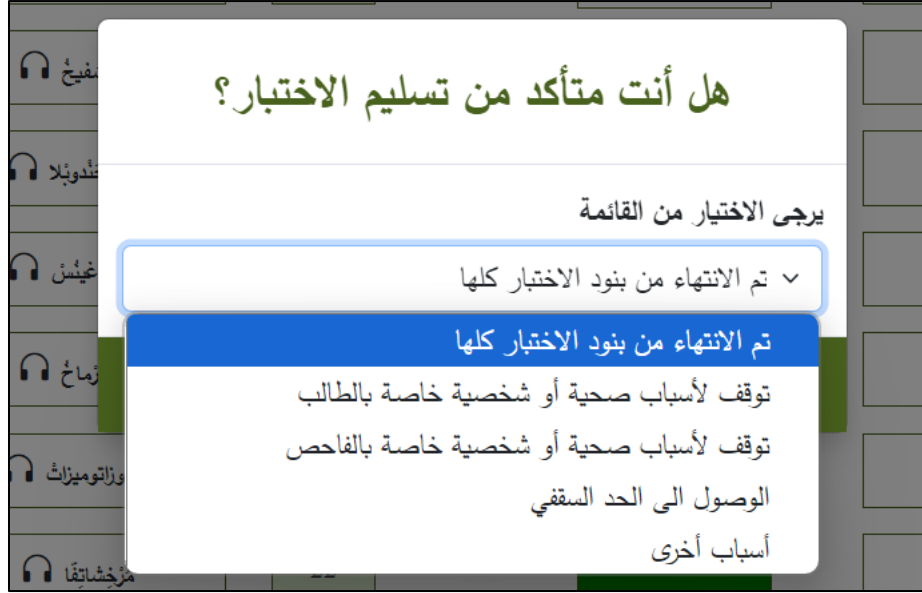 هل أنت متأكد من تسليم الاختبار؟
يرجى الاختيار من القائمة
تم الانتهاء من بنود الاختبار كلها
تم الانتهاء من بنود الاختبار كلها
توقف لأسباب صحية أو شخصية خاصة بالطالب
توقف لأسباب صحية أو شخصية خاصة بالفاحص
الوصول الى الحد السقفي
أسباب أخرى